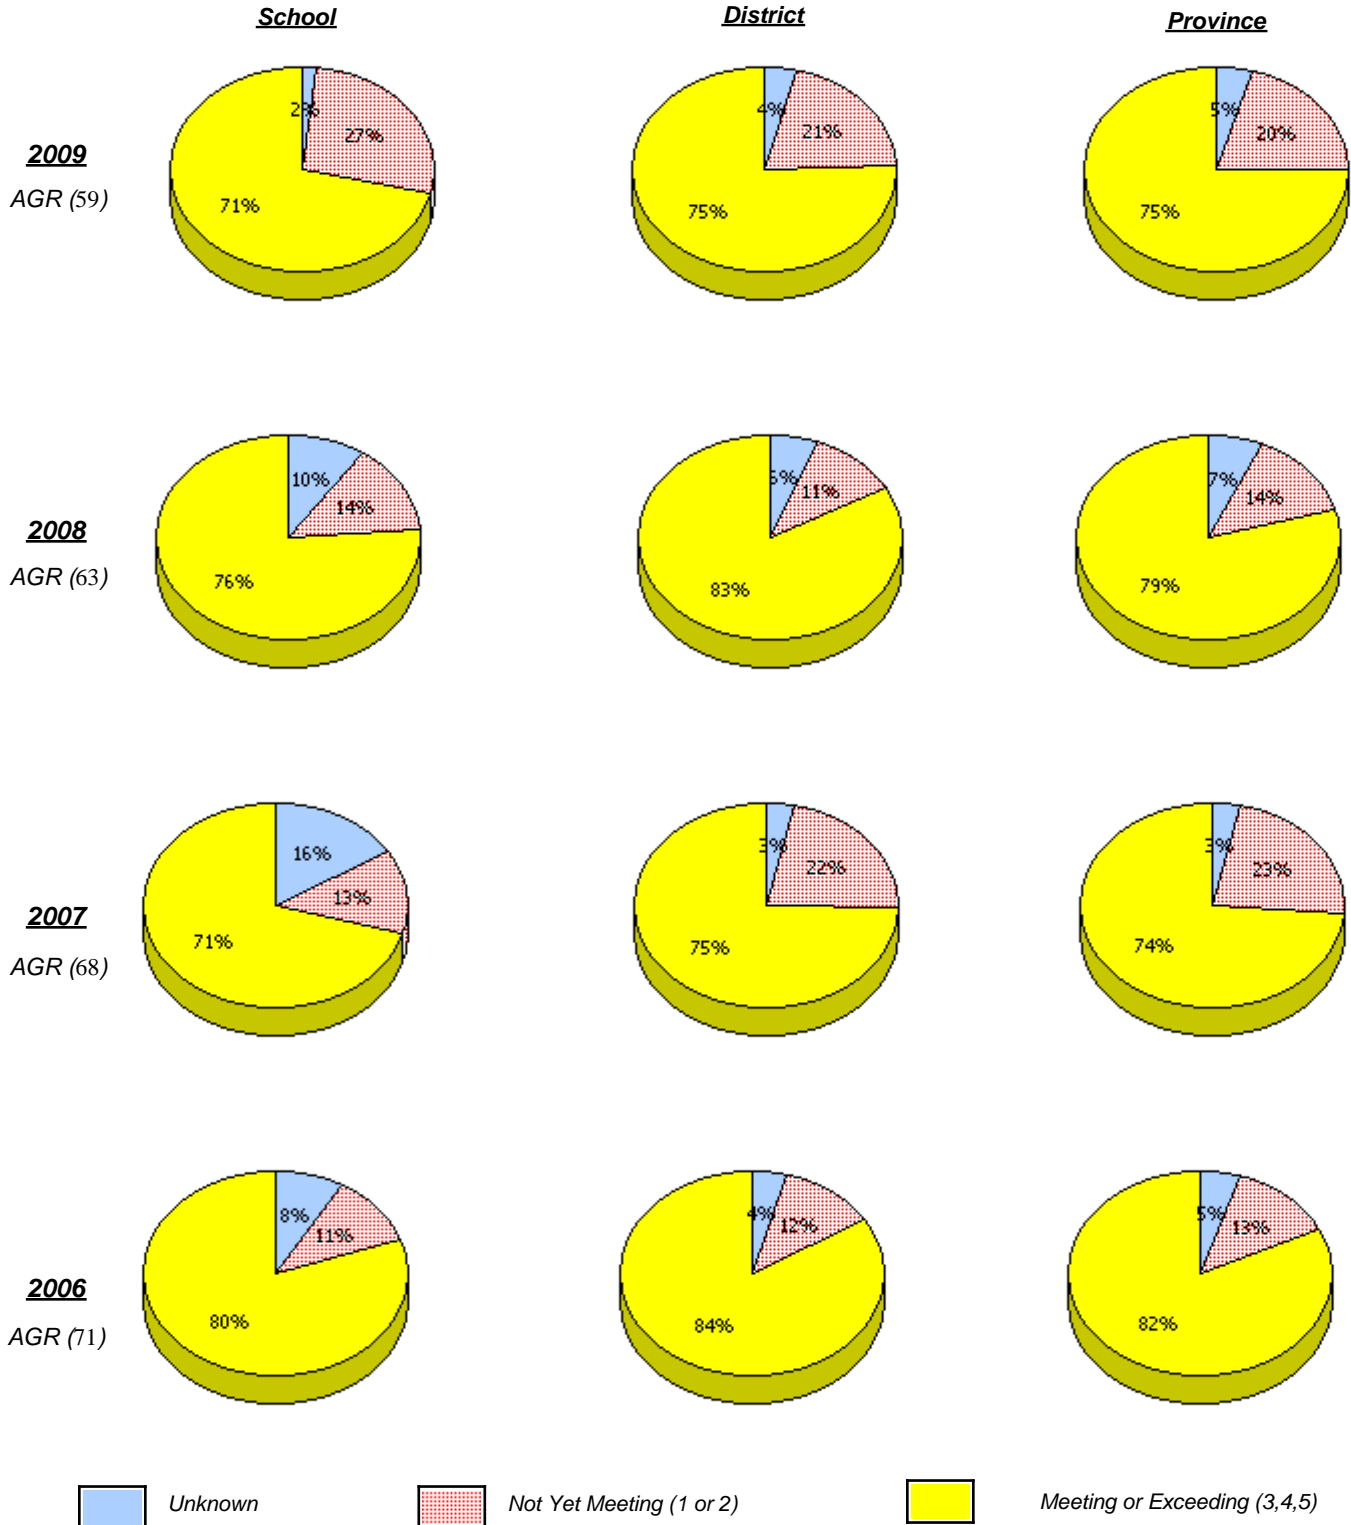 School District Province
2% 27% 71%
4% 21% 75%
5% 20% 75%
2009
AGR (59)
10% 14% 76%
11% 83%
7% 14% 79%
2008
AGR (63)
16% 13% 71%
3% 22% 75%
3% 23% 74%
2007
AGR (68)
8% 11% 80%
4% 12% 84%
5% 13% 82%
2006
AGR (71)
Unknown Not Yet Meeting (1 or 2) Meeting or Exceeding (3,4,5)